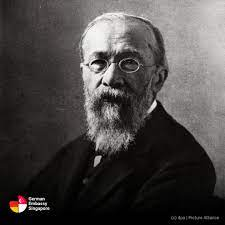 German
Embassy
Singapore
(c) dpa | Picture Alliance